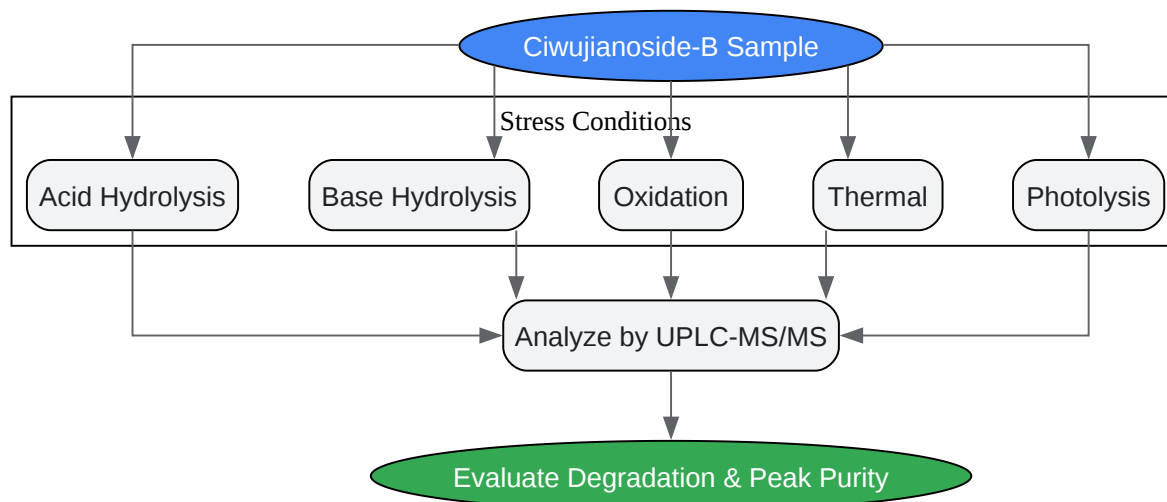 Ciwujianoside-B Sample
Stress Conditions
Acid Hydrolysis
Base Hydrolysis
Oxidation
Thermal
Photolysis
Analyze by UPLC-MS/MS
Evaluate Degradation & Peak Purity